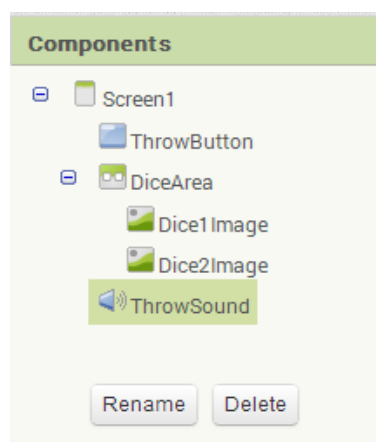 Components
Screen1
ThrowButton
DiceArea
Dice1Image
Dice2Image
ThrowSound
Rename Delete